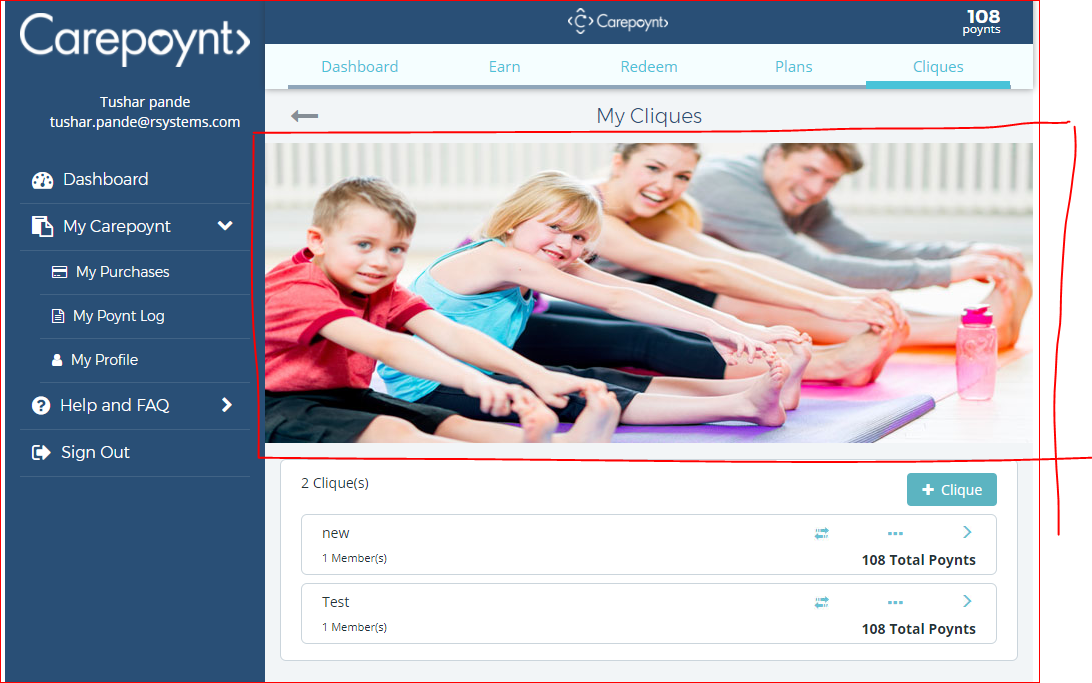 Carepoynt
Tushar pande
tushar.pande@rsystems.com
Dashboard
My Carepoynt
My Purchases
My Poynt Log
My Profile
Help and FAQ
Sign Out
Carepoynt
108
poynts
Dashboard Earn Redeem Plans Cliques
My Cliques
2 Clique(s)
+ Clique
new
1 Member(s)
108 Total Poynts
Test
1 Member(s)
108 Total Poynts